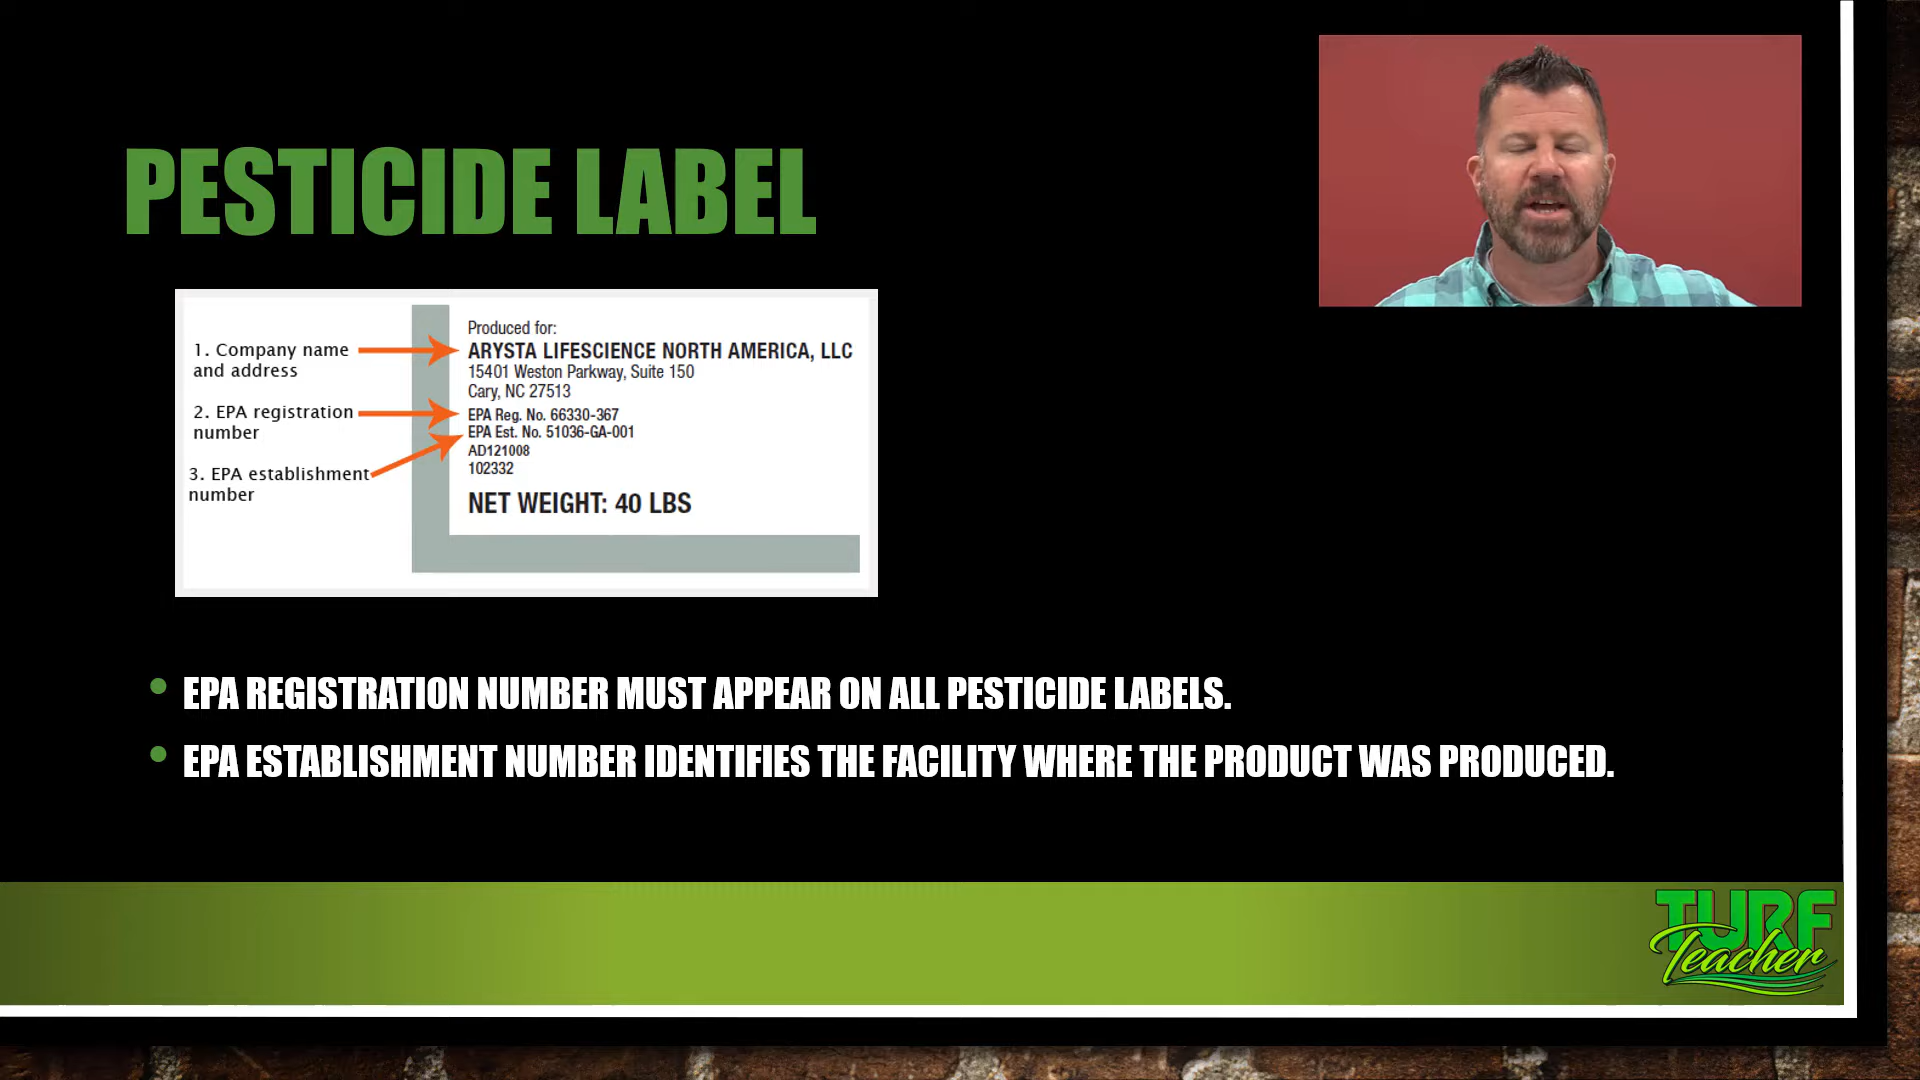 PESTICIDE LABEL
1. Company name
and address
2. EPA registration
number
3. EPA establishment
number
Produced for:
ARYSTA LIFESCIENCE NORTH AMERICA, LLC
15401 Weston Parkway, Suite 150
Cary, NC 27513
EPA Reg. No. 66330-367
EPA Est. No. 51036-GA-001
AD121008
102332
NET WEIGHT: 40 LBS
EPA REGISTRATION NUMBER MUST APPEAR ON ALL PESTICIDE LABELS.
EPA ESTABLISHMENT NUMBER IDENTIFIES THE FACILITY WHERE THE PRODUCT WAS PRODUCED.
TURF
Teacher